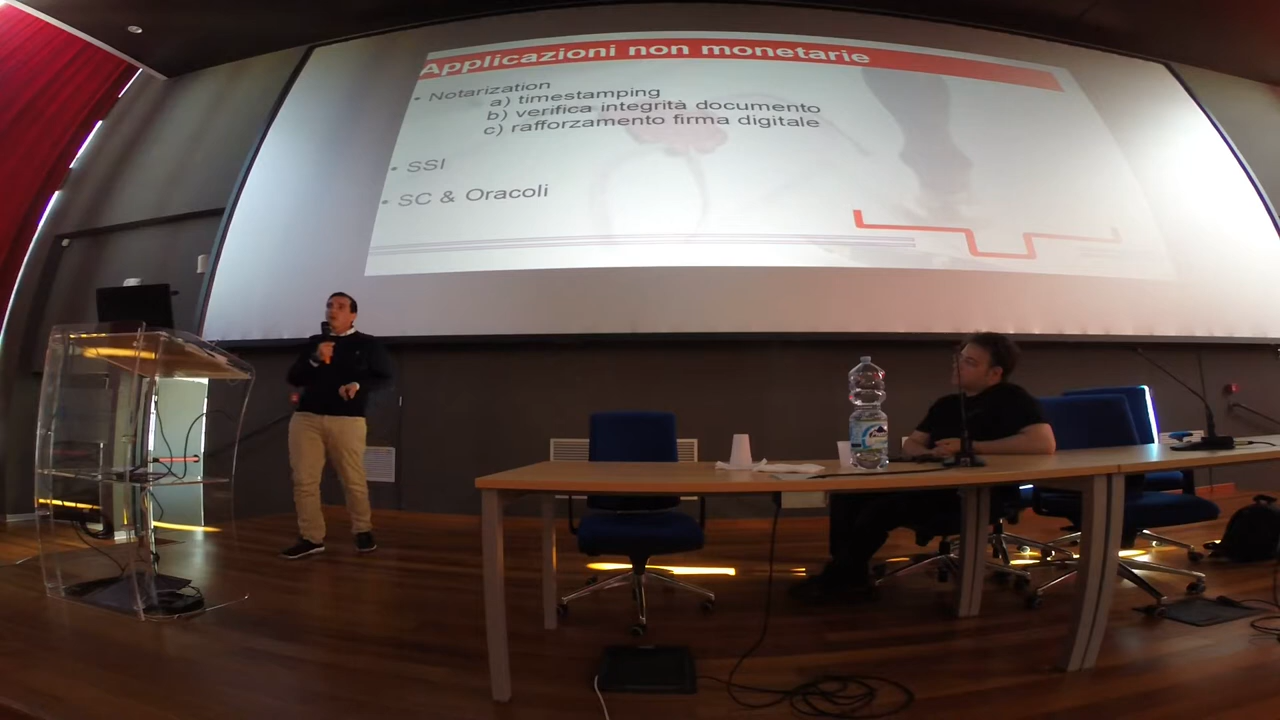 Applicazioni non monetarie
• Notarization
a) timestamping
b) verifica integrità documento
c) rafforzamento firma digitale
• SSI
• SC & Oracoli